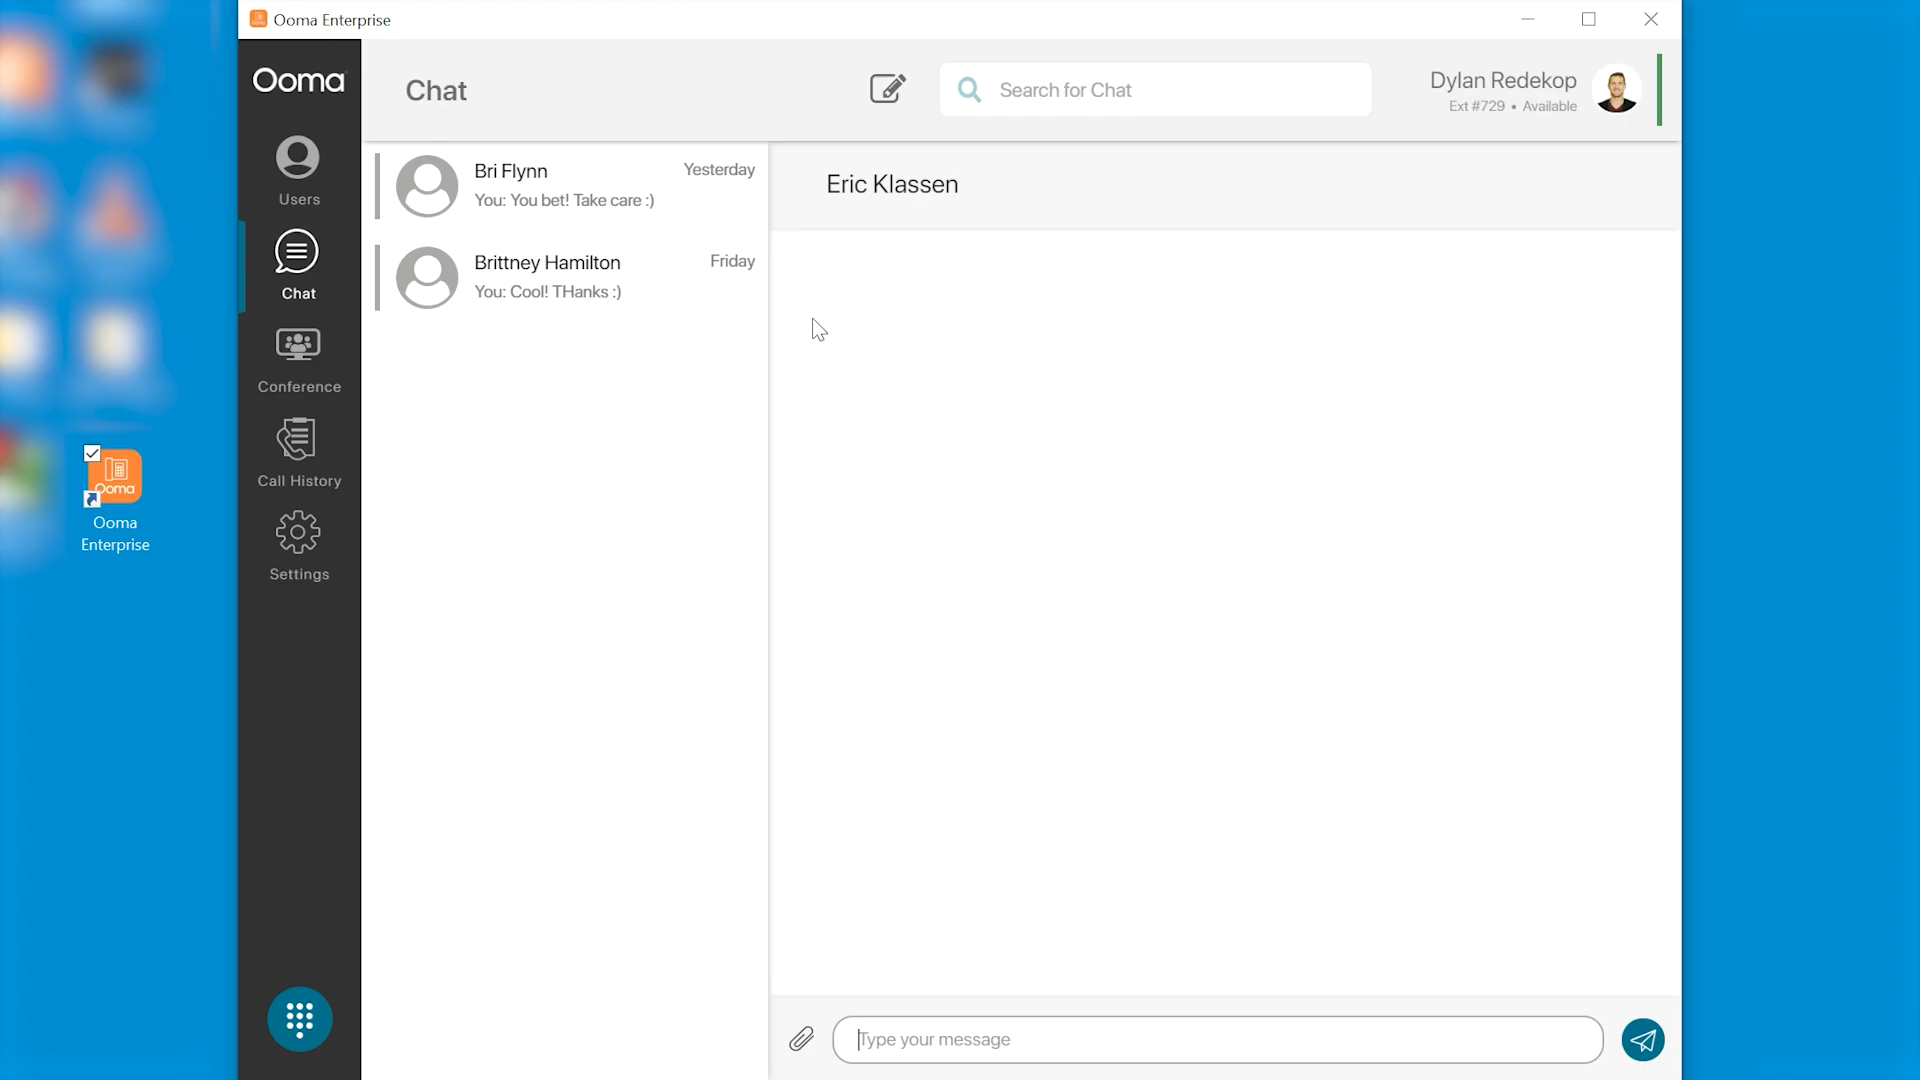 Ooma Enterprise
Ooma
Chat
Search for Chat
Dylan Redekop
Ext #729 • Available
Users
Chat
Conference
Call History
Settings
Bri Flynn
Yesterday
You: You bet! Take care :)
Brittney Hamilton
Friday
You: Cool! THanks :)
Eric Klassen
Type your message
Ooma
Ooma
Enterprise